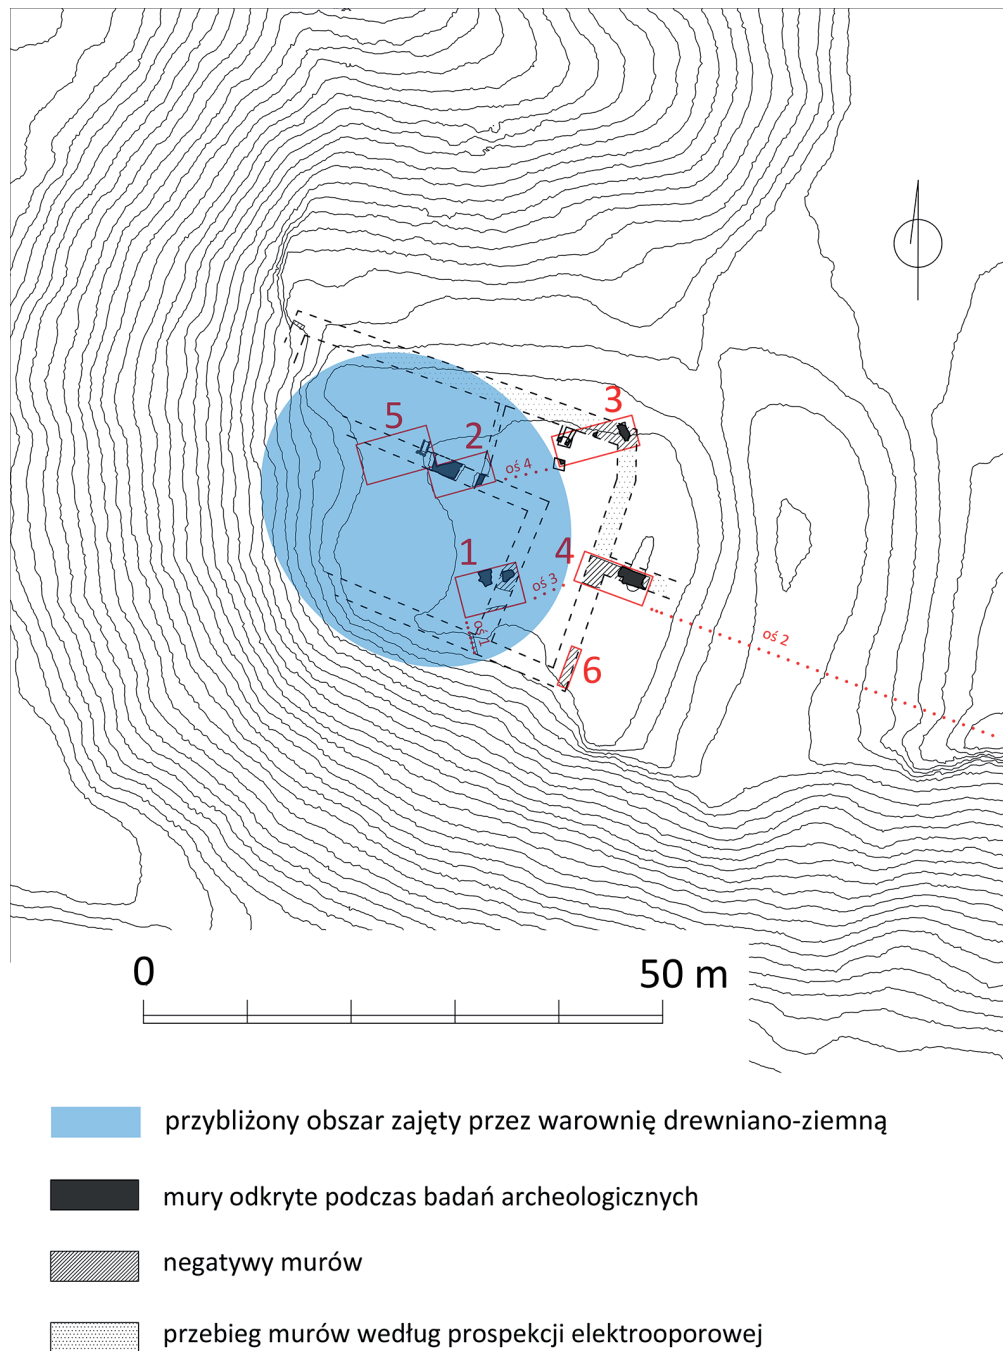 3
5
2
oś 4
4
1
oś 3
oś 1
oś 2
6
0
50 m
przybliżony obszar zajęty przez warownię drewniano-ziemną
mury odkryte podczas badań archeologicznych
negatywy murów
przebieg murów według prospekcji elektrooporowej